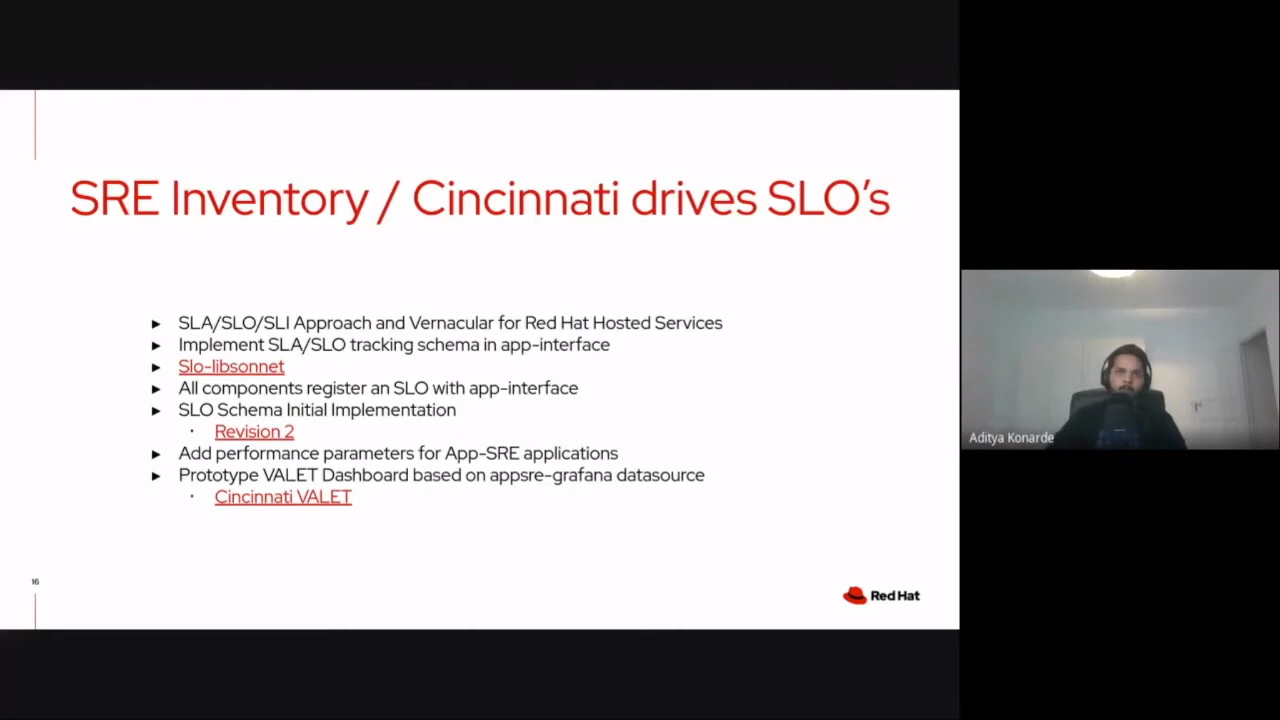 SRE Inventory / Cincinnati drives SLO's
► SLA/SLO/SLI Approach and Vernacular for Red Hat Hosted Services
► Implement SLA/SLO tracking schema in app-interface
► Slo-libsonnet
► All components register an SLO with app-interface
► SLO Schema Initial Implementation
· Revision 2
► Add performance parameters for App-SRE applications
► Prototype VALET Dashboard based on appsre-grafana datasource
· Cincinnati VALET
16
Red Hat
Aditya Konarde